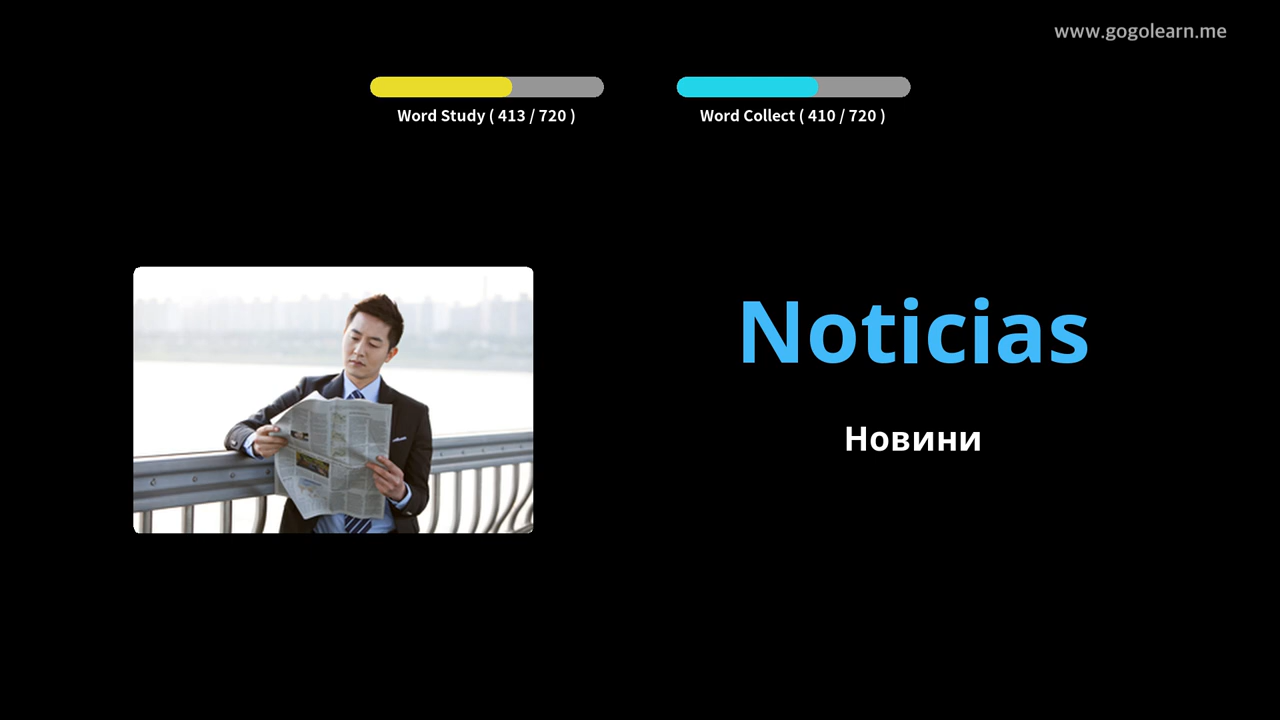 www.gogolearn.me
Word Study ( 413 / 720 )
Word Collect ( 410 / 720 )
Noticias
Новини